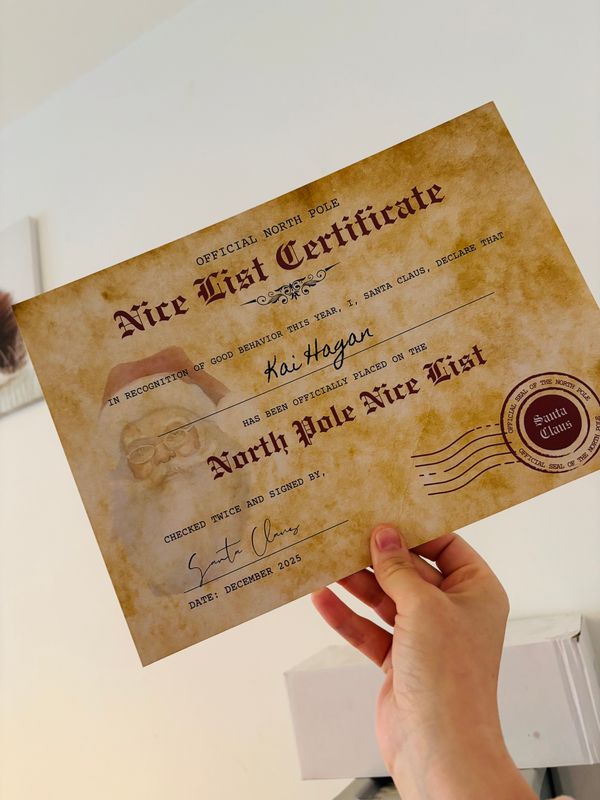 OFFICIAL NORTH POLE
Nice List Certificate
IN RECOGNITION OF GOOD BEHAVIOR THIS YEAR, I, SANTA CLAUS, DECLARE THAT
Kai Hagan
HAS BEEN OFFICIALLY PLACED ON THE
North Pole Nice List
CHECKED TWICE AND SIGNED BY,
Santa Claus
DATE: DECEMBER 2025
OFFICIAL SEAL OF THE NORTH POLE
Santa
Claus
OFFICIAL SEAL OF THE NORTH POLE